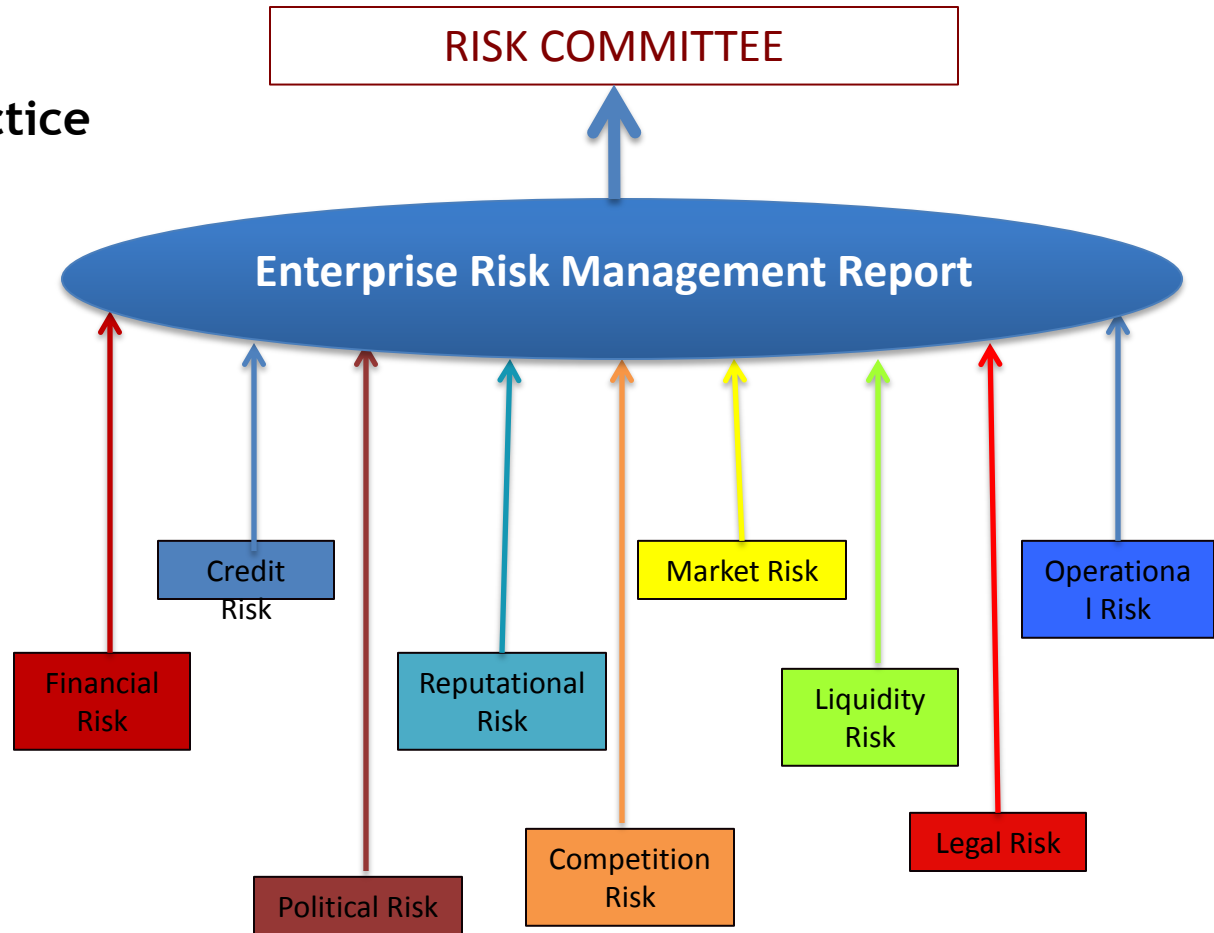 RISK COMMITTEE
ctice
Enterprise Risk Management Report
Credit
Risk
Market Risk
Operationa
l Risk
Financial
Risk
Reputational
Risk
Liquidity
Risk
Competition
Risk
Legal Risk
Political Risk